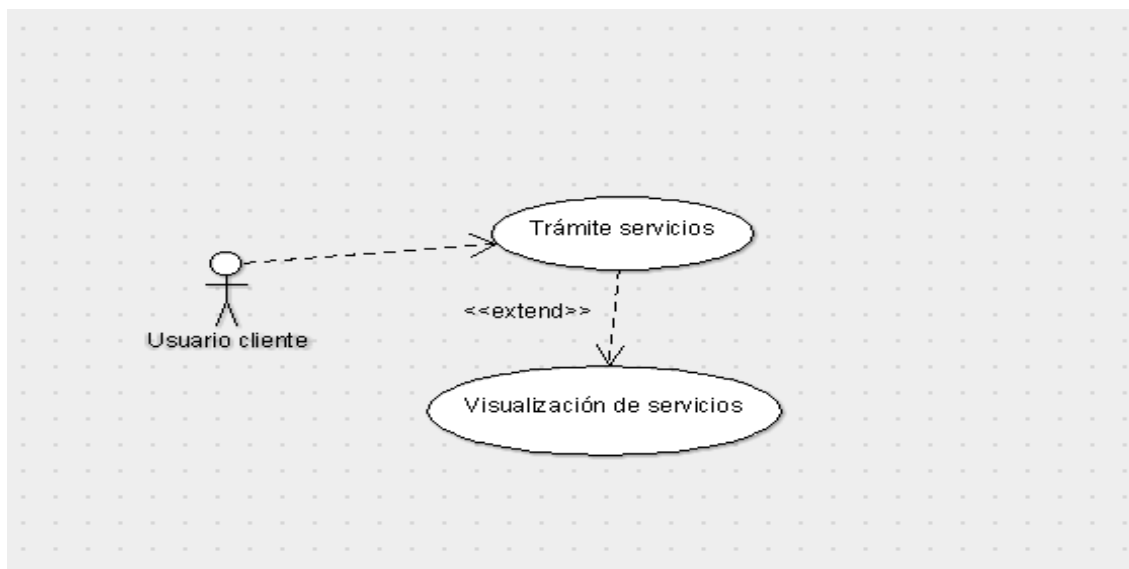 Trámite servicios
<<extend>>
Usuario cliente
Visualización de servicios